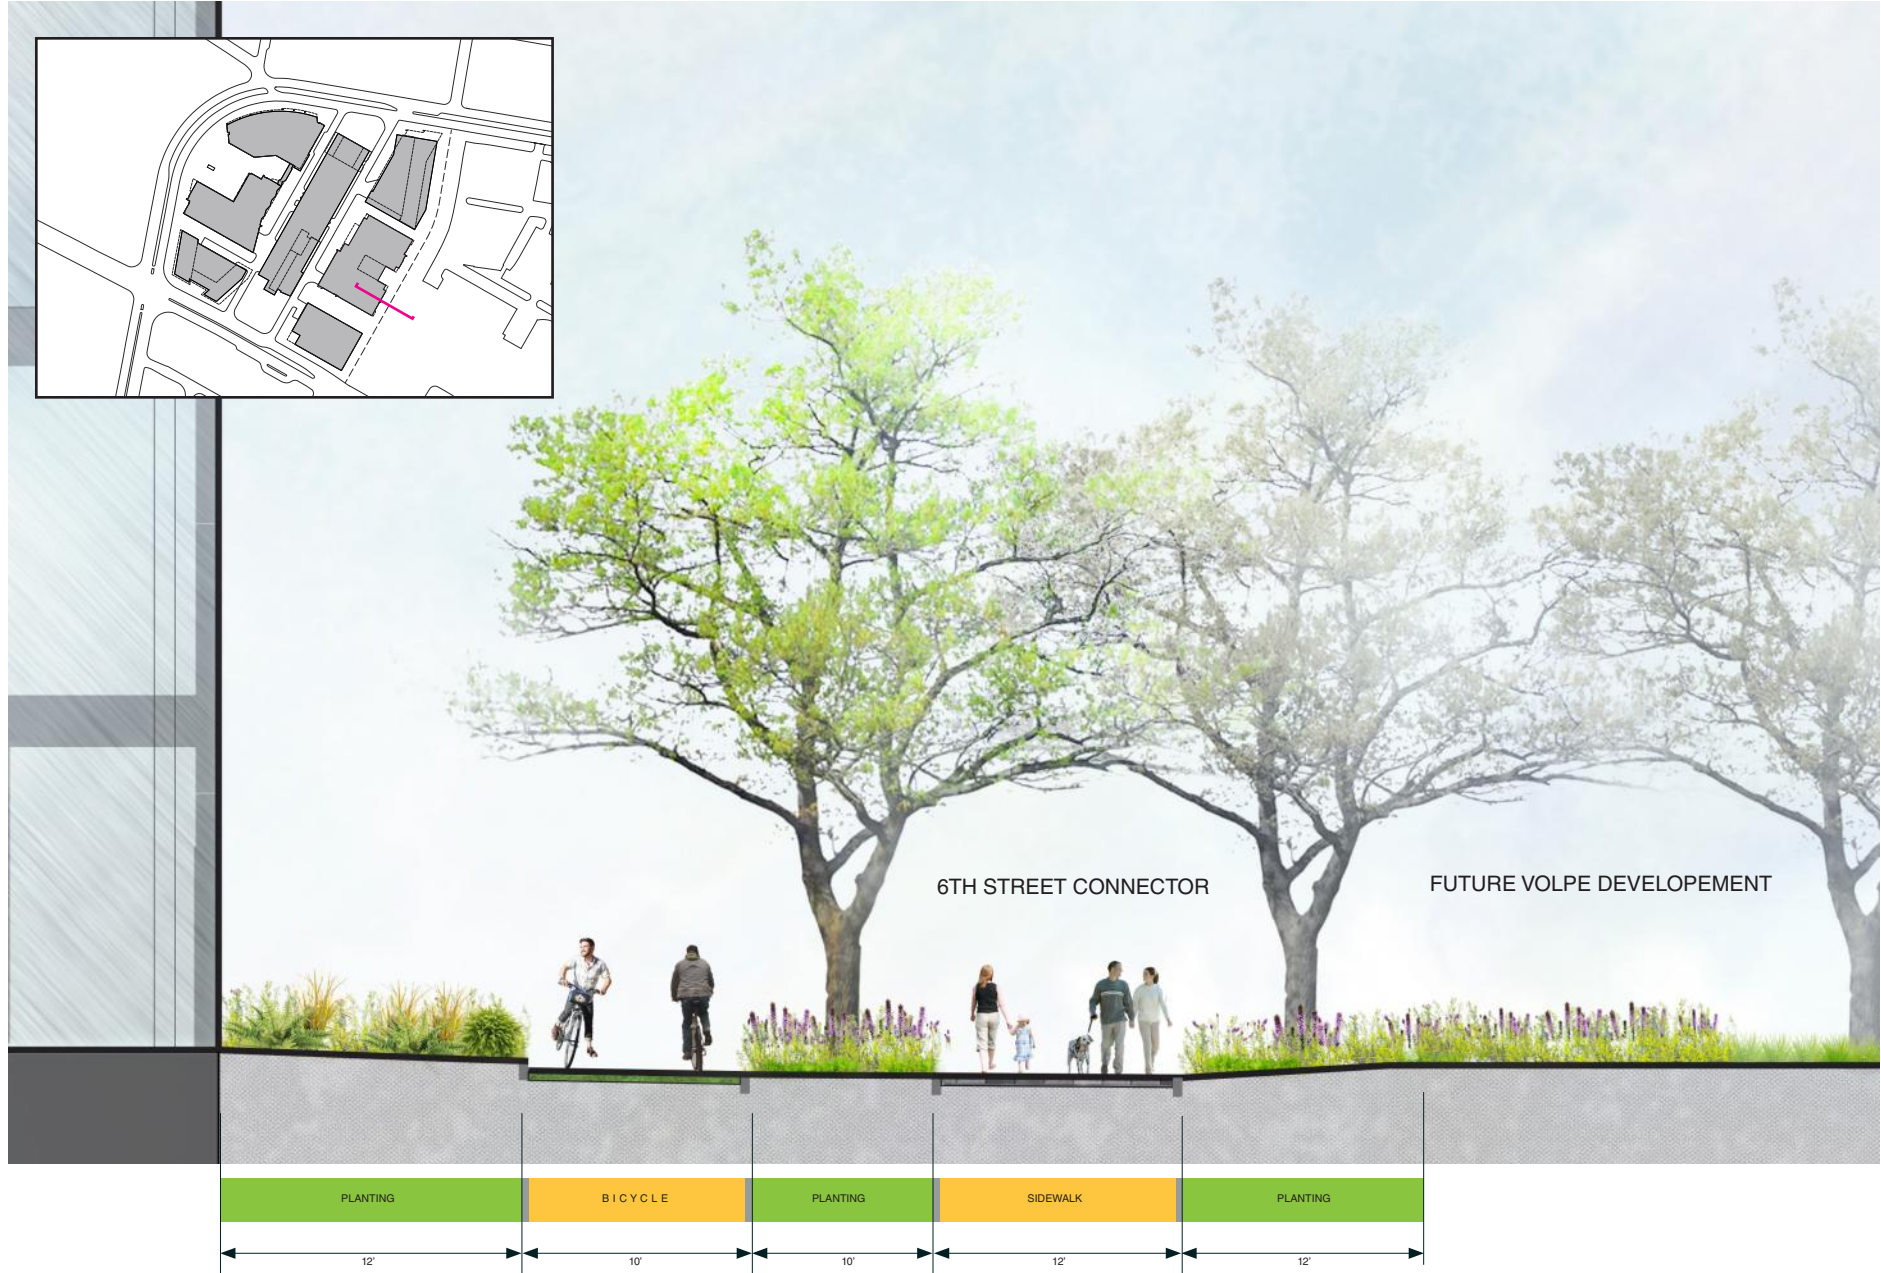 6TH STREET CONNECTOR
FUTURE VOLPE DEVELOPEMENT
PLANTING
BICYCLE
PLANTING
SIDEWALK
PLANTING
12'
10'
10'
12'
12'